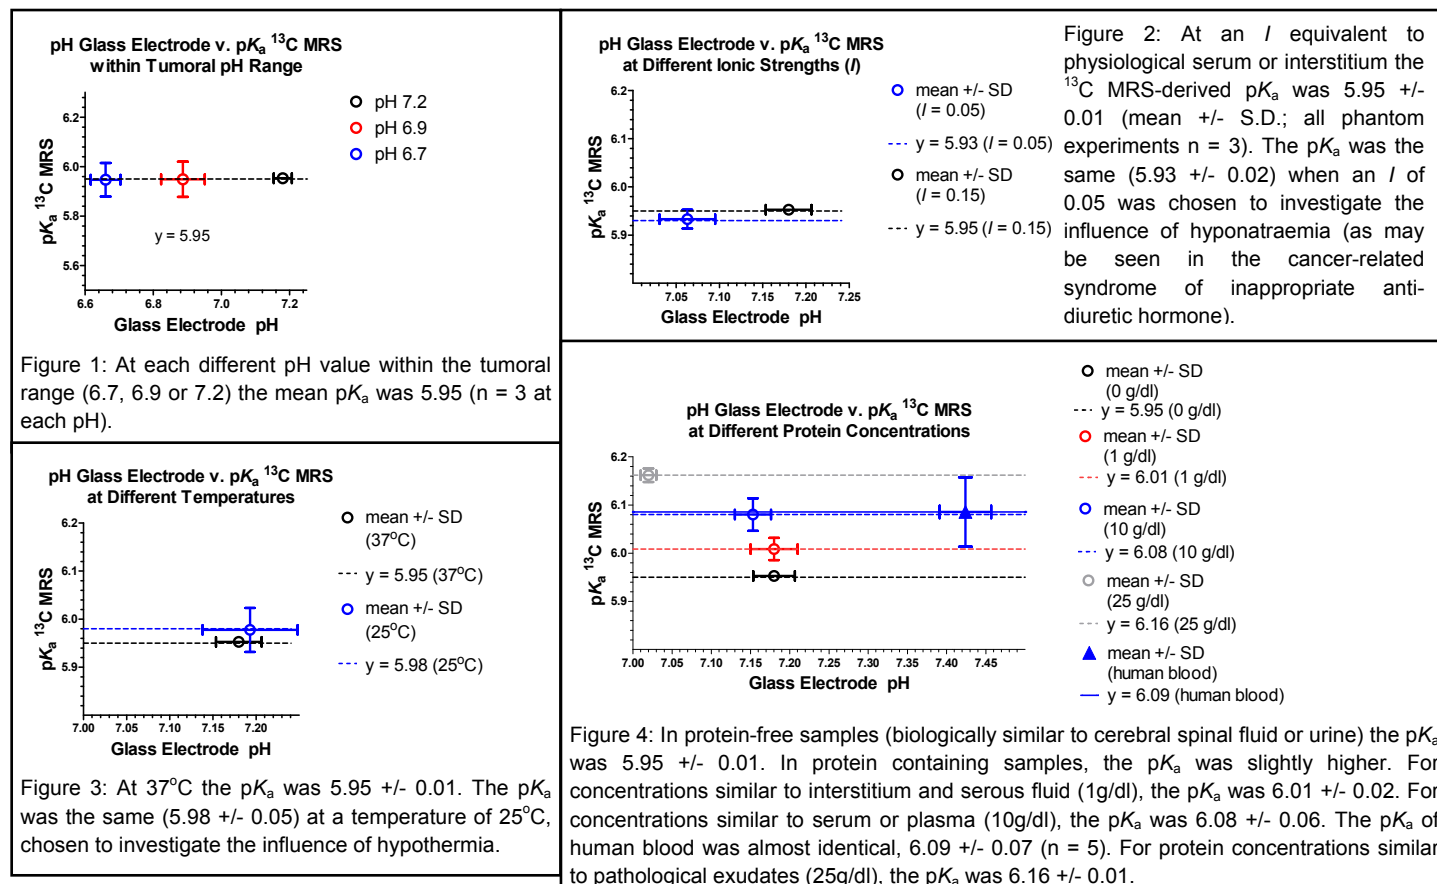 pH Glass Electrode v. pKa 13C MRS
within Tumoral pH Range
6.2
6.0
5.8
5.6
pKa 13C MRS
y = 5.95
6.6
6.8
7.0
7.2
Glass Electrode pH
pH 7.2
pH 6.9
pH 6.7
Figure 1: At each different pH value within the tumoral
range (6.7, 6.9 or 7.2) the mean pKa was 5.95 (n = 3 at
each pH).
pH Glass Electrode v. pKa 13C MRS
at Different Ionic Strengths (I)
6.2
6.1
6.0
5.9
pKa 13C MRS
7.05
7.10
7.15
7.20
7.25
Glass Electrode pH
mean +/- SD
(I = 0.05)
y = 5.93 (I = 0.05)
mean +/- SD
(I = 0.15)
y = 5.95 (I = 0.15)
Figure 2: At an I equivalent to
physiological serum or interstitium the
13C MRS-derived pKa was 5.95 +/-
0.01 (mean +/- S.D.; all phantom
experiments n = 3). The pKa was the
same (5.93 +/- 0.02) when an I of
0.05 was chosen to investigate the
influence of hyponatraemia (as may
be seen in the cancer-related
syndrome of inappropriate anti-
diuretic hormone).
pH Glass Electrode v. pKa 13C MRS
at Different Temperatures
6.2
6.1
6.0
5.9
pKa 13C MRS
7.00
7.05
7.10
7.15
7.20
Glass Electrode pH
mean +/- SD
(37°C)
y = 5.95 (37°C)
mean +/- SD
(25°C)
y = 5.98 (25°C)
Figure 3: At 37°C the pKa was 5.95 +/- 0.01. The pKa
was the same (5.98 +/- 0.05) at a temperature of 25°C,
chosen to investigate the influence of hypothermia.
pH Glass Electrode v. pKa 13C MRS
at Different Protein Concentrations
6.2
6.1
6.0
5.9
pKa 13C MRS
7.00
7.05
7.10
7.15
7.20
7.25
7.30
7.35
7.40
7.45
Glass Electrode pH
mean +/- SD
(0 g/dl)
y = 5.95 (0 g/dl)
mean +/- SD
(1 g/dl)
y = 6.01 (1 g/dl)
mean +/- SD
(10 g/dl)
y = 6.08 (10 g/dl)
mean +/- SD
(25 g/dl)
y = 6.16 (25 g/dl)
mean +/- SD
(human blood)
y = 6.09 (human blood)
Figure 4: In protein-free samples (biologically similar to cerebral spinal fluid or urine) the pKa
was 5.95 +/- 0.01. In protein containing samples, the pKa was slightly higher. For
concentrations similar to interstitium and serous fluid (1g/dl), the pKa was 6.01 +/- 0.02. For
concentrations similar to serum or plasma (10g/dl), the pKa was 6.08 +/- 0.06. The pKa of
human blood was almost identical, 6.09 +/- 0.07 (n = 5). For protein concentrations similar
to pathological exudates (25g/dl), the pKa was 6.16 +/- 0.01.